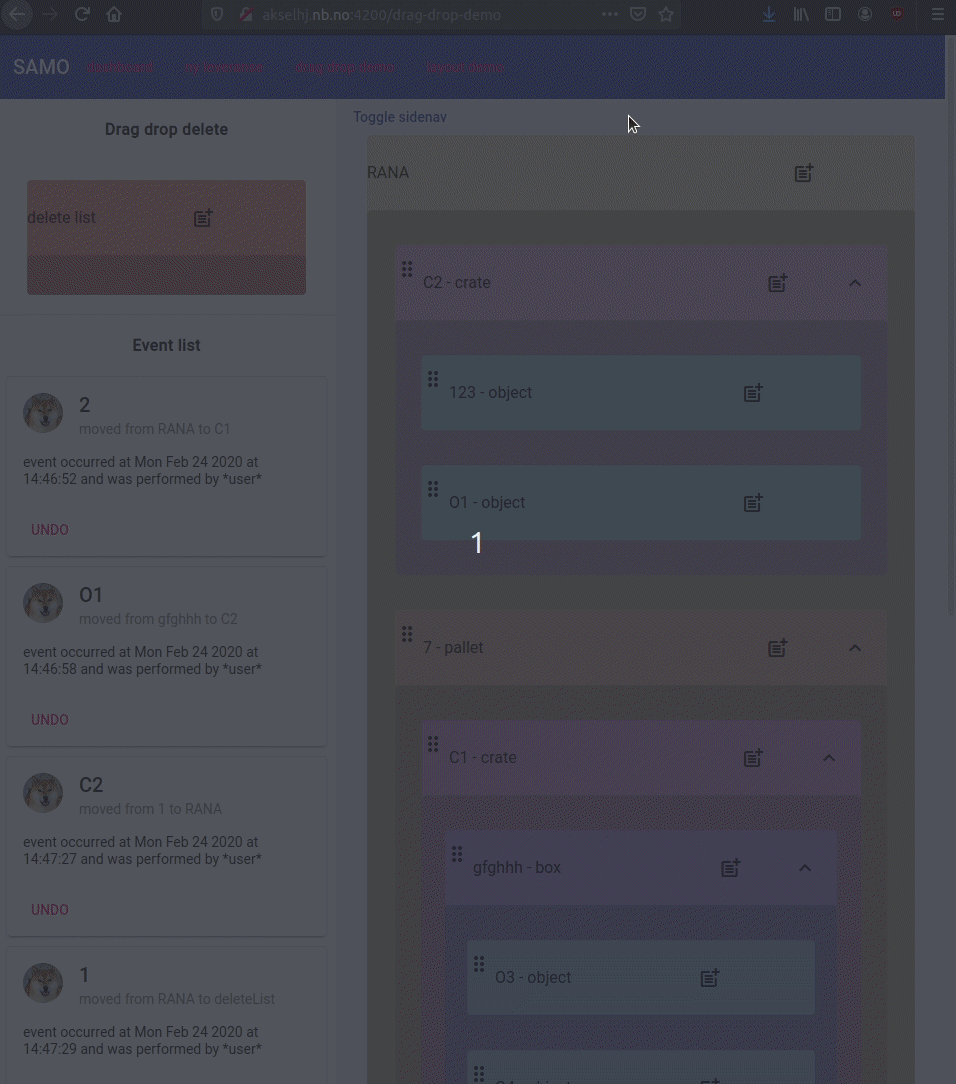 akselhj.nb.no:4200/drag-drop-demo
SAMO
Drag drop delete
delete list
Event list
2
moved from RANA to C1
event occurred at Mon Feb 24 2020 at
14:46:52 and was performed by *user*
UNDO
O1
moved from gfghhh to C2
event occurred at Mon Feb 24 2020 at
14:46:58 and was performed by *user*
UNDO
C2
moved from 1 to RANA
event occurred at Mon Feb 24 2020 at
14:47:27 and was performed by *user*
UNDO
1
moved from RANA to deleteList
event occurred at Mon Feb 24 2020 at
14:47:29 and was performed by *user*
Toggle sidenav
RANA
C2 - crate
123 - object
O1 - object
1
7 - pallet
C1 - crate
gfghhh - box
O3 - object